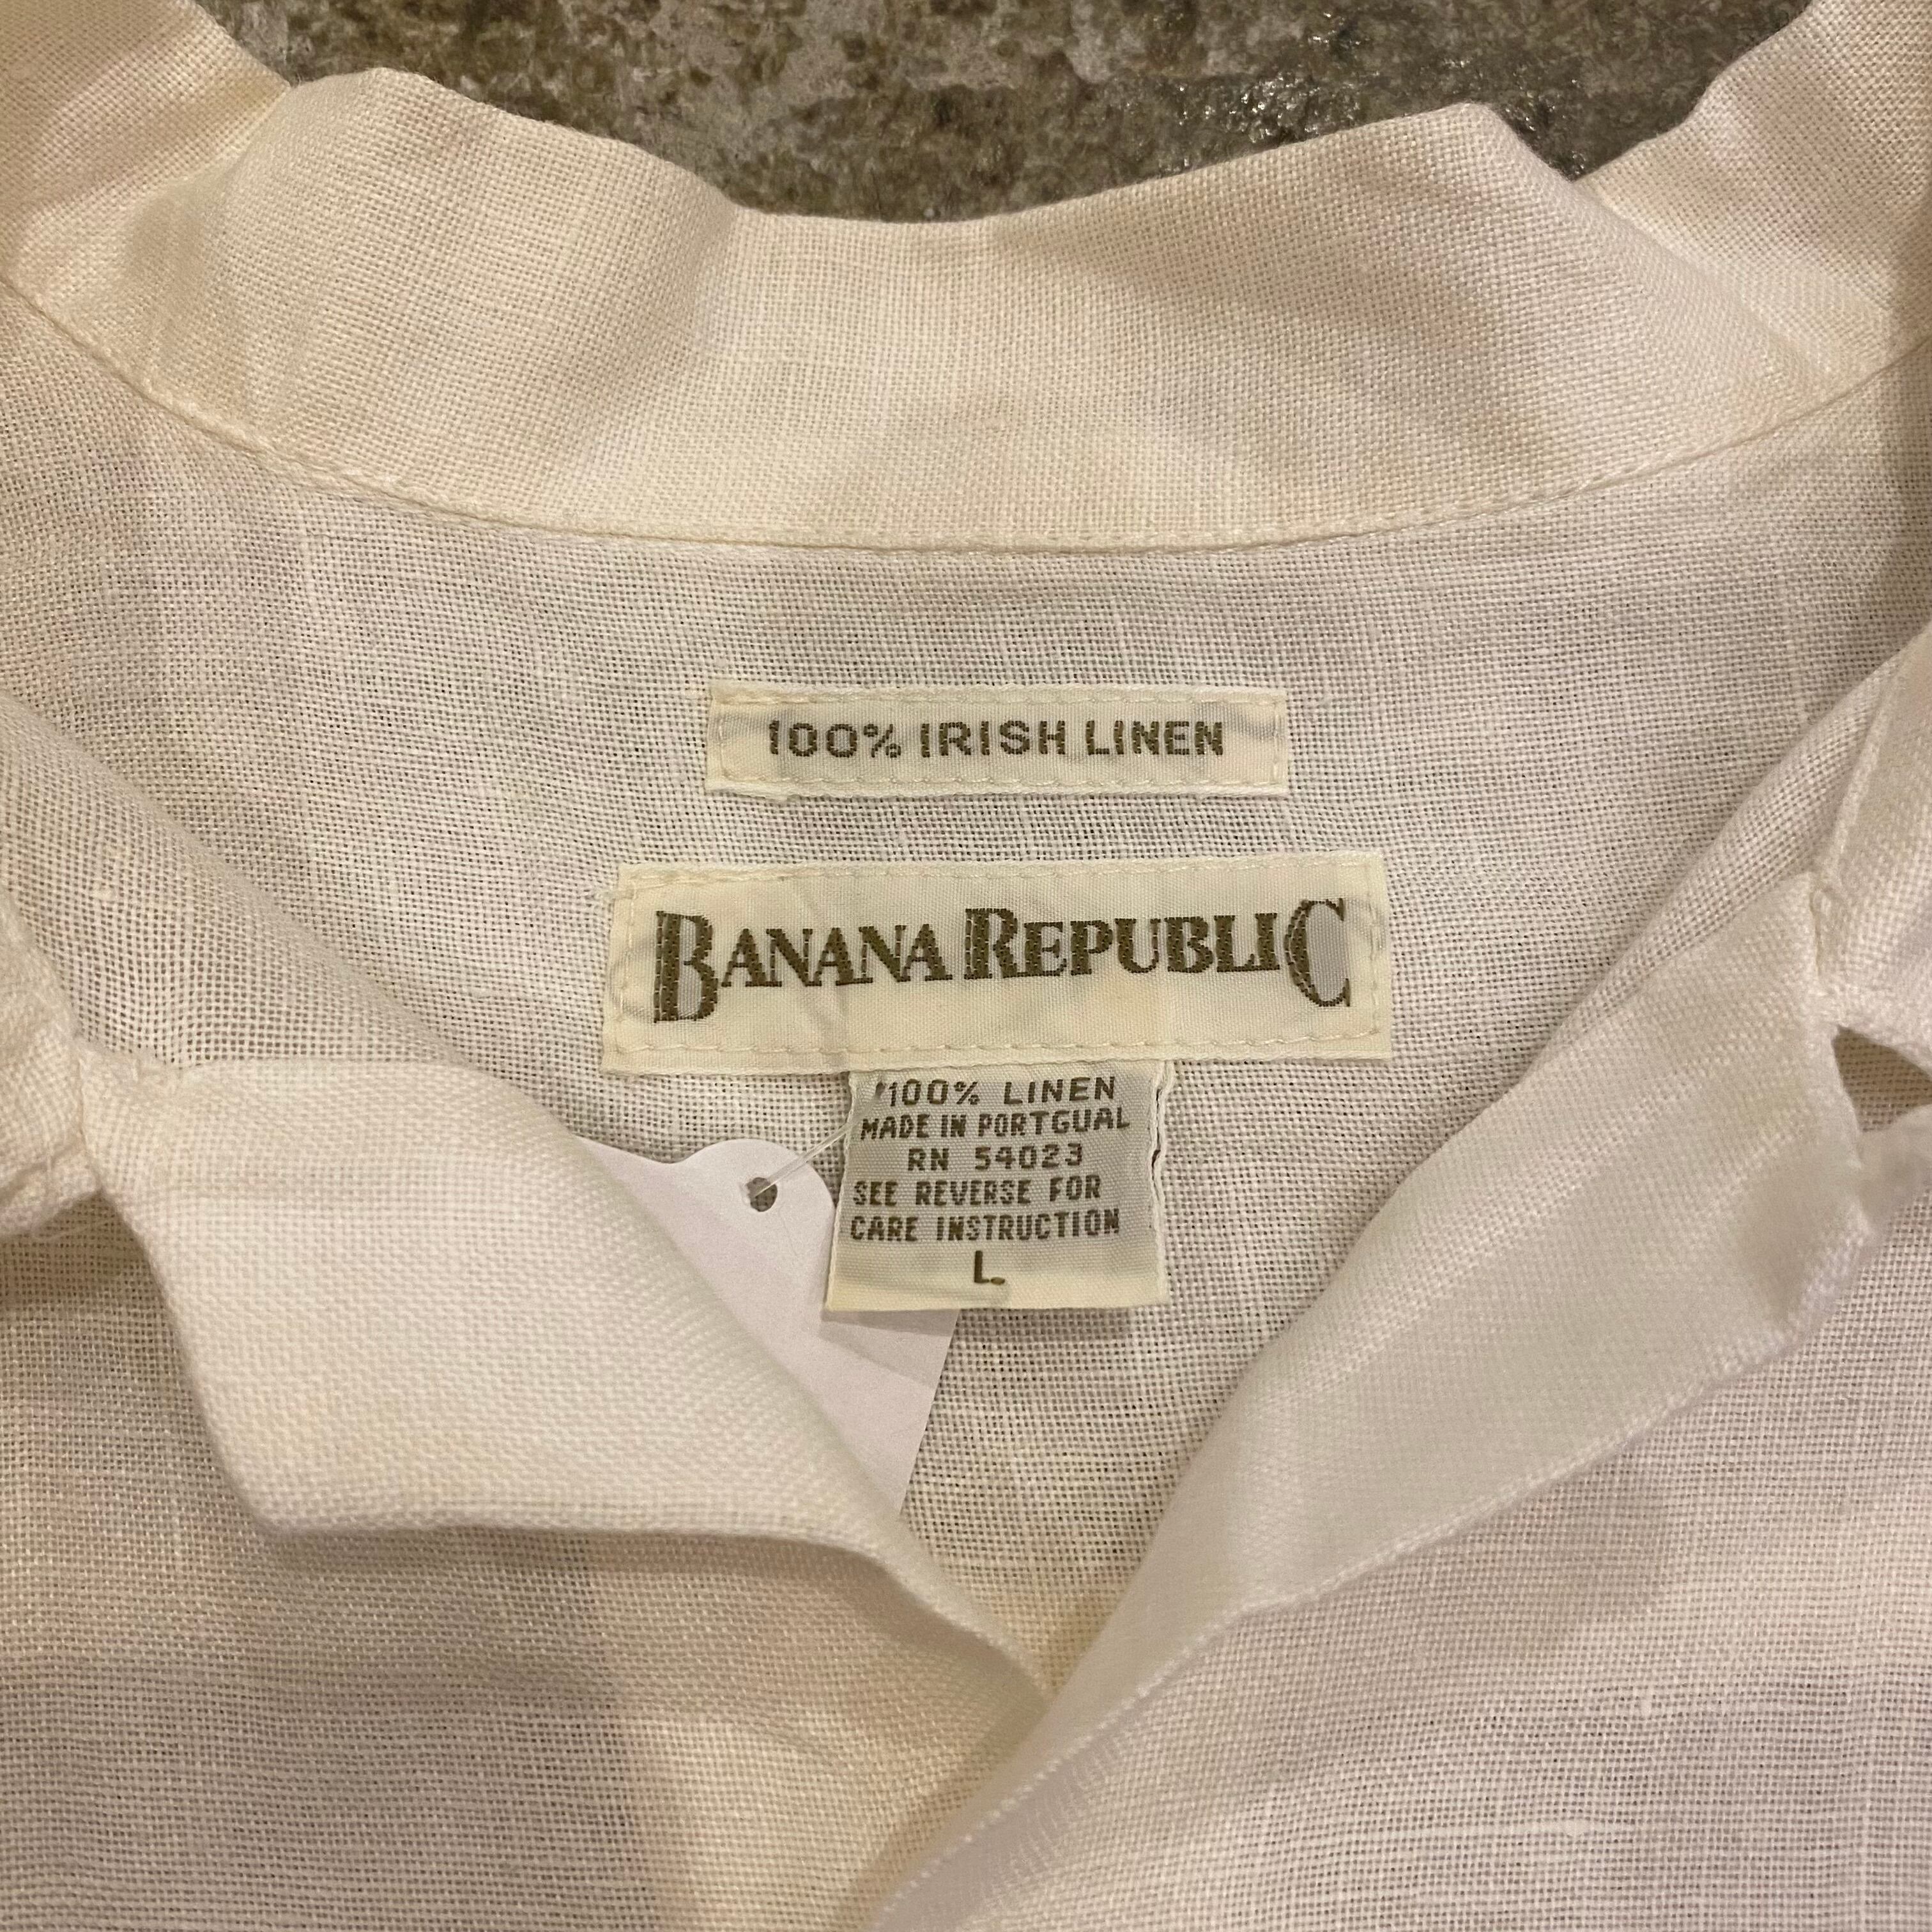 100% IRISH LINEN
BANANA REPUBLIC
100% LINEN
MADE IN PORTGUAL
RN 54023
SEE REVERSE FOR
CARE INSTRUCTION
L.